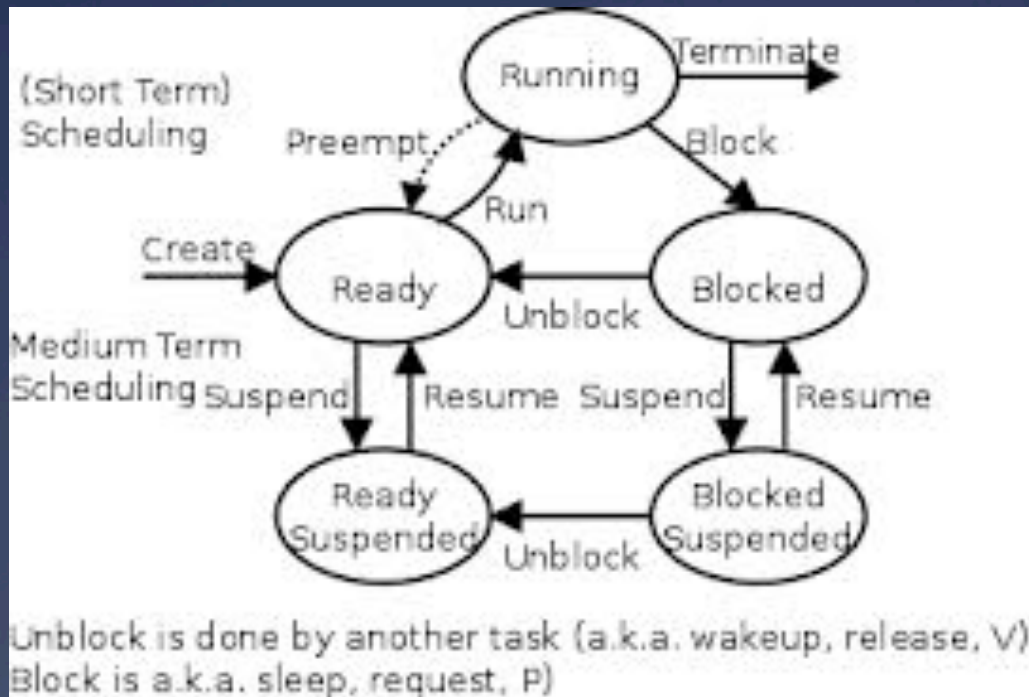 Terminate
Running
(Short Term)
Scheduling
Preempt
Block
Run
Create
Ready
Blocked
Unblock
Medium Term
Scheduling
Suspend
Resume
Suspend
Resume
Ready
Suspended
Blocked
Suspended
Unblock
Unblock is done by another task (a.k.a. wakeup, release, V)
Block is a.k.a. sleep, request, P)